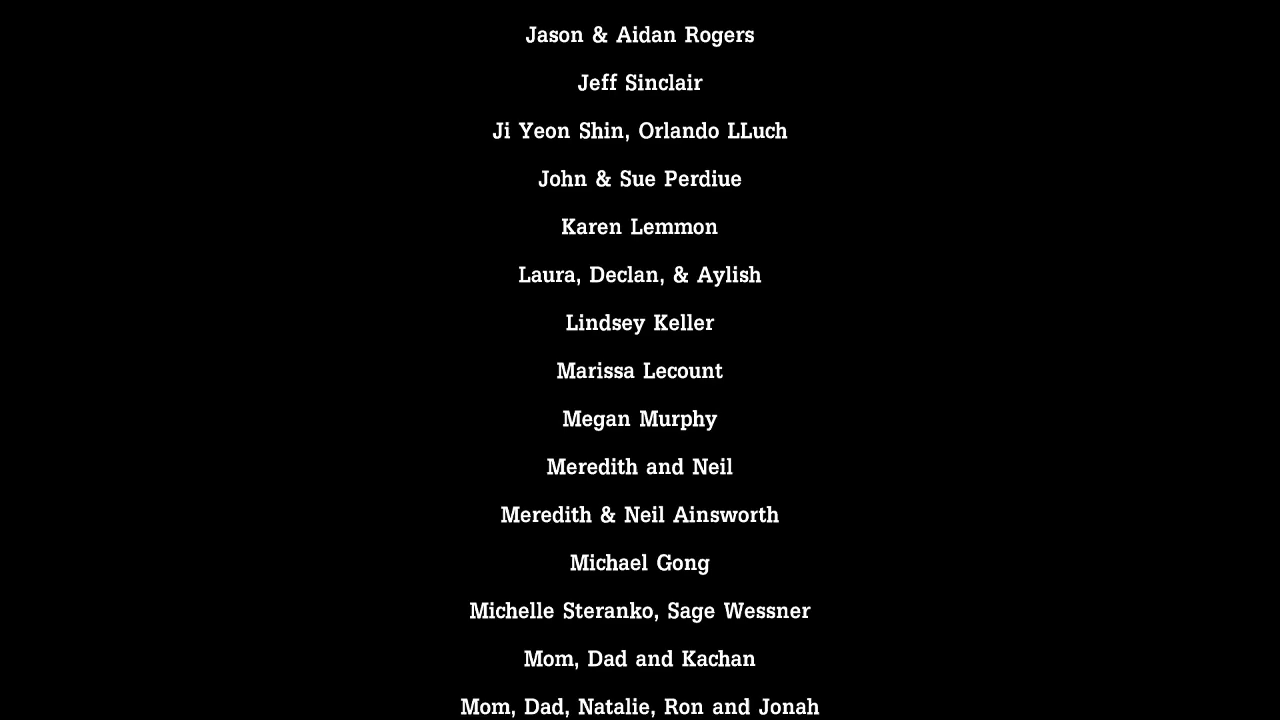 Jason & Aidan Rogers
Jeff Sinclair
Ji Yeon Shin, Orlando LLuch
John & Sue Perdiue
Karen Lemmon
Laura, Declan, & Aylish
Lindsey Keller
Marissa Lecount
Megan Murphy
Meredith and Neil
Meredith & Neil Ainsworth
Michael Gong
Michelle Steranko, Sage Wessner
Mom, Dad and Kachan
Mom, Dad, Natalie, Ron and Jonah